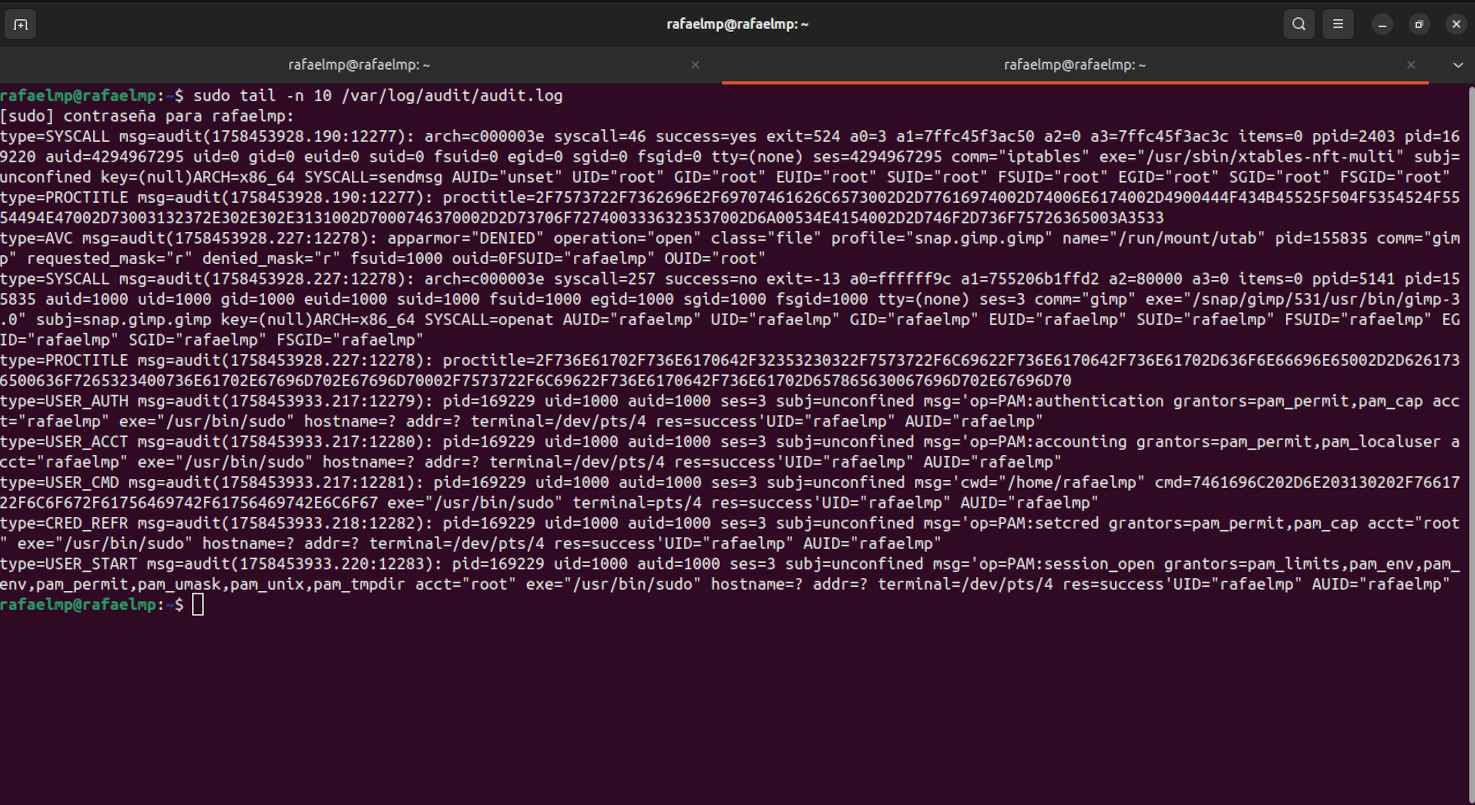 rafaelmp@rafaelmp: ~
rafaelmp@rafaelmp: ~
rafaelmp@rafaelmp: ~
rafaelmp@rafaelmp:~$ sudo tail -n 10 /var/log/audit/audit.log
[sudo] contraseña para rafaelmp:
type=SYSCALL msg=audit(1758453928.190:12277): arch=c000003e syscall=46 success=yes exit=524 a0=3 a1=7ffc45f3ac50 a2=0 a3=7ffc45f3ac3c items=0 ppid=2403 pid=16
9220 auid=4294967295 uid=0 gid=0 euid=0 suid=0 fsuid=0 egid=0 sgid=0 fsgid=0 tty=(none) ses=4294967295 comm="iptables" exe="/usr/sbin/xtables-nft-multi" subj=
unconfined key=(null)ARCH=x86_64 SYSCALL=sendmsg AUID="unset" UID="root" GID="root" EUID="root" SUID="root" FSUID="root" EGID="root" SGID="root" FSGID="root"
type=PROCTITLE msg=audit(1758453928.190:12277): proctitle=2F7573722F7362696E2F69707461626C6573002D2D77616974002D74006E6174002D4900444F434B45525F504F5354524F55
54494E47002D73003132372E302E302E3131002D7000746370002D2D73706F7274003336323537002D6A00534E4154002D2D746F2D736F75726365003A3533
type=AVC msg=audit(1758453928.227:12278): apparmor="DENIED" operation="open" class="file" profile="snap.gimp.gimp" name="/run/mount/utab" pid=155835 comm="gim
p" requested_mask="r" denied_mask="r" fsuid=1000 ouid=0FSUID="rafaelmp" OUID="root"
type=SYSCALL msg=audit(1758453928.227:12278): arch=c000003e syscall=257 success=no exit=-13 a0=ffffff9c a1=755206b1ffd2 a2=80000 a3=0 items=0 ppid=5141 pid=15
5835 auid=1000 uid=1000 gid=1000 euid=1000 suid=1000 fsuid=1000 egid=1000 sgid=1000 fsgid=1000 tty=(none) ses=3 comm="gimp" exe="/snap/gimp/531/usr/bin/gimp-3
.0" subj=snap.gimp.gimp key=(null)ARCH=x86_64 SYSCALL=openat AUID="rafaelmp" UID="rafaelmp" GID="rafaelmp" EUID="rafaelmp" SUID="rafaelmp" FSUID="rafaelmp" EG
ID="rafaelmp" SGID="rafaelmp" FSGID="rafaelmp"
type=PROCTITLE msg=audit(1758453928.227:12278): proctitle=2F736E61702F736E6170642F32353230322F7573722F6C69622F736E6170642F736E61702D636F6E66696E65002D2D626173
6500636F7265323400736E61702E67696D702E67696D70002F7573722F6C69622F736E6170642F736E61702D657865630067696D702E67696D70
type=USER_AUTH msg=audit(1758453933.217:12279): pid=169229 uid=1000 auid=1000 ses=3 subj=unconfined msg='op=PAM:authentication grantors=pam_permit,pam_cap acc
t="rafaelmp" exe="/usr/bin/sudo" hostname=? addr=? terminal=/dev/pts/4 res=success'UID="rafaelmp" AUID="rafaelmp"
type=USER_ACCT msg=audit(1758453933.217:12280): pid=169229 uid=1000 auid=1000 ses=3 subj=unconfined msg='op=PAM:accounting grantors=pam_permit,pam_localuser a
cct="rafaelmp" exe="/usr/bin/sudo" hostname=? addr=? terminal=/dev/pts/4 res=success'UID="rafaelmp" AUID="rafaelmp"
type=USER_CMD msg=audit(1758453933.217:12281): pid=169229 uid=1000 auid=1000 ses=3 subj=unconfined msg='cwd="/home/rafaelmp" cmd=7461696C202D6E203130202F76617
22F6C6F672F61756469742F61756469742E6C6F67 exe="/usr/bin/sudo" terminal=pts/4 res=success'UID="rafaelmp" AUID="rafaelmp"
type=CRED_REFR msg=audit(1758453933.218:12282): pid=169229 uid=1000 auid=1000 ses=3 subj=unconfined msg='op=PAM:setcred grantors=pam_permit,pam_cap acct="root
" exe="/usr/bin/sudo" hostname=? addr=? terminal=/dev/pts/4 res=success'UID="rafaelmp" AUID="rafaelmp"
type=USER_START msg=audit(1758453933.220:12283): pid=169229 uid=1000 auid=1000 ses=3 subj=unconfined msg='op=PAM:session_open grantors=pam_limits,pam_env,pam_
env,pam_permit,pam_umask,pam_unix,pam_tmpdir acct="root" exe="/usr/bin/sudo" hostname=? addr=? terminal=/dev/pts/4 res=success'UID="rafaelmp" AUID="rafaelmp"
rafaelmp@rafaelmp:~$